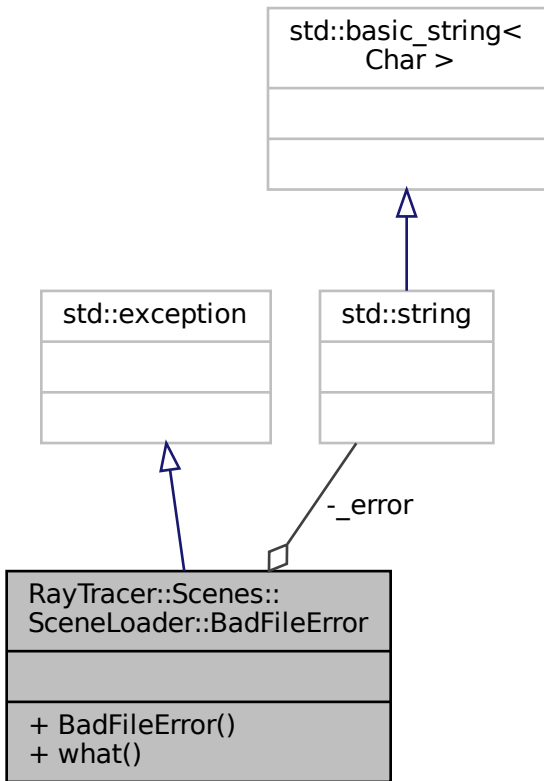 std::basic_string<
Char >
std::exception
std::string
-_error
RayTracer::Scenes::
SceneLoader::BadFileError
+ BadFileError()
+ what()